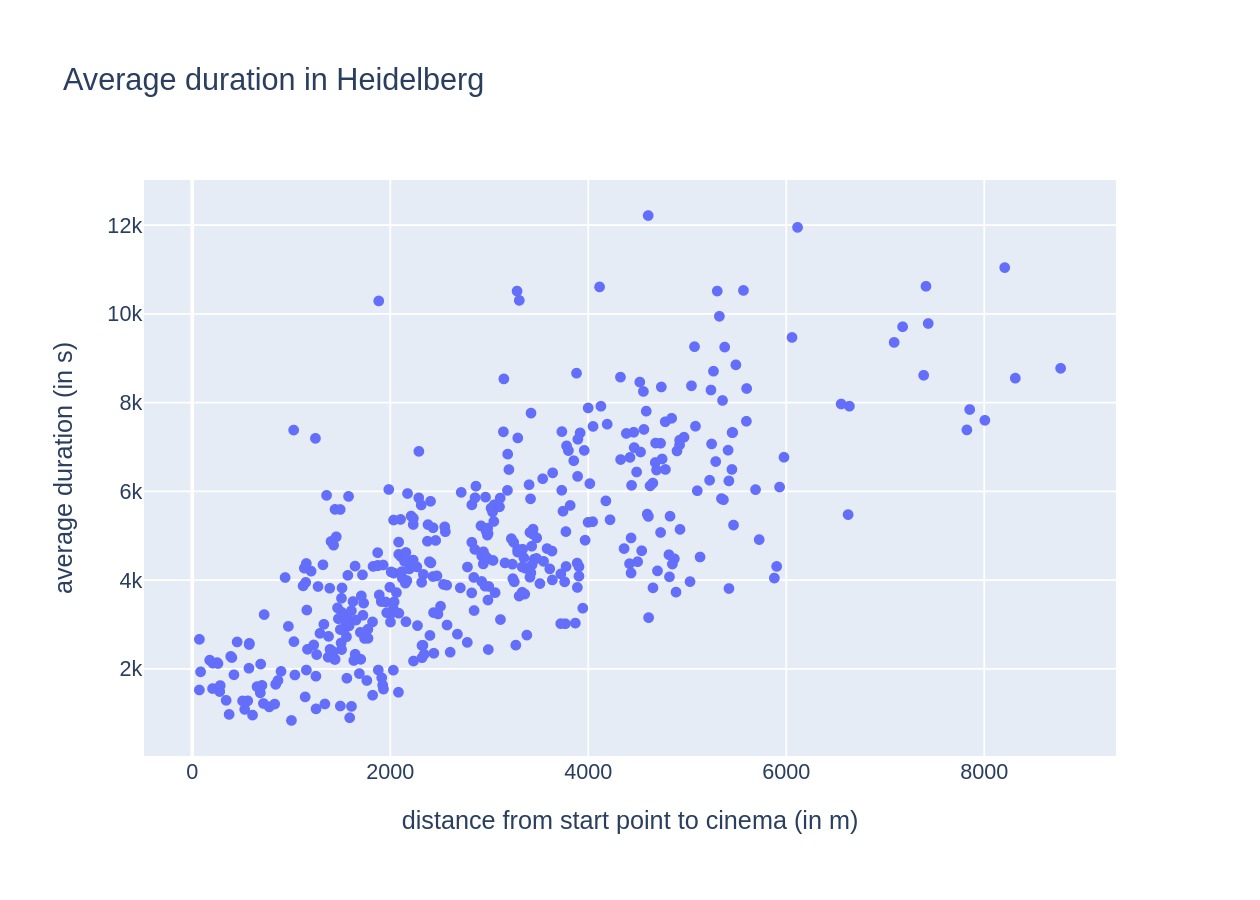 Average duration in Heidelberg
average duration (in s)
12k
10k
8k
6k
4k
2k
0 2000 4000 6000 8000
distance from start point to cinema (in m)